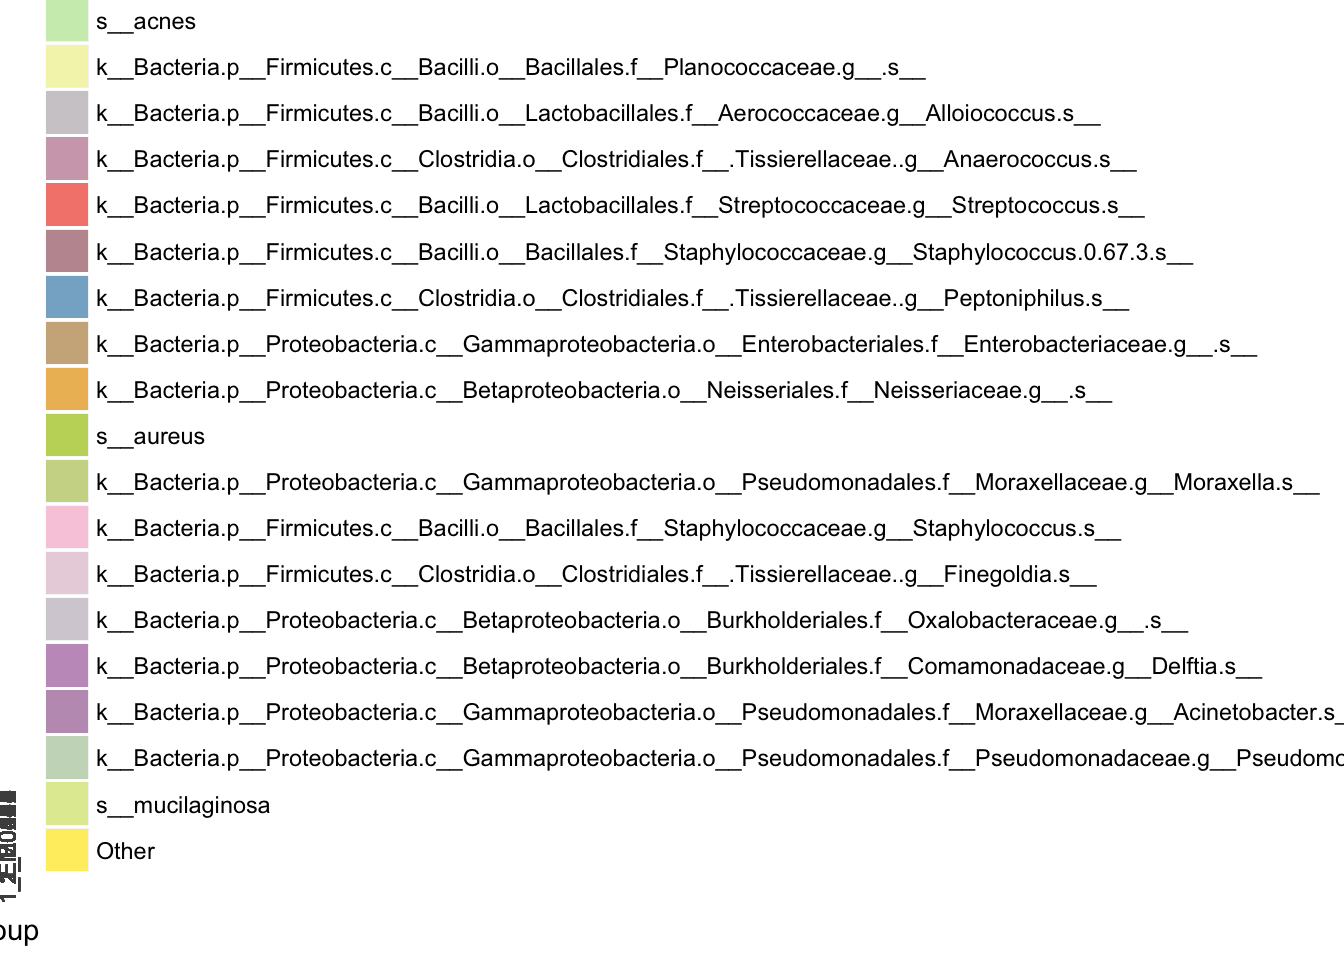 s__acnes
k__Bacteria.p__Firmicutes.c__Bacilli.o__Bacillales.f__Planococcaceae.g__.s__
k__Bacteria.p__Firmicutes.c__Bacilli.o__Lactobacillales.f__Aerococcaceae.g__Alloiococcus.s__
k__Bacteria.p__Firmicutes.c__Clostridia.o__Clostridiales.f__.Tissierellaceae..g__Anaerococcus.s__
k__Bacteria.p__Firmicutes.c__Bacilli.o__Lactobacillales.f__Streptococcaceae.g__Streptococcus.s__
k__Bacteria.p__Firmicutes.c__Bacilli.o__Bacillales.f__Staphylococcaceae.g__Staphylococcus.0.67.3.s__
k__Bacteria.p__Firmicutes.c__Clostridia.o__Clostridiales.f__.Tissierellaceae..g__Peptoniphilus.s__
k__Bacteria.p__Proteobacteria.c__Gammaproteobacteria.o__Enterobacteriales.f__Enterobacteriaceae.g__.s__
k__Bacteria.p__Proteobacteria.c__Betaproteobacteria.o__Neisseriales.f__Neisseriaceae.g__.s__
s__aureus
k__Bacteria.p__Proteobacteria.c__Gammaproteobacteria.o__Pseudomonadales.f__Moraxellaceae.g__Moraxella.s__
k__Bacteria.p__Firmicutes.c__Bacilli.o__Bacillales.f__Staphylococcaceae.g__Staphylococcus.s__
k__Bacteria.p__Firmicutes.c__Clostridia.o__Clostridiales.f__.Tissierellaceae..g__Finegoldia.s__
k__Bacteria.p__Proteobacteria.c__Betaproteobacteria.o__Burkholderiales.f__Oxalobacteraceae.g__.s__
k__Bacteria.p__Proteobacteria.c__Betaproteobacteria.o__Burkholderiales.f__Comamonadaceae.g__Delftia.s__
k__Bacteria.p__Proteobacteria.c__Gammaproteobacteria.o__Pseudomonadales.f__Moraxellaceae.g__Acinetobacter.s_
k__Bacteria.p__Proteobacteria.c__Gammaproteobacteria.o__Pseudomonadales.f__Pseudomonadaceae.g__Pseudomo
s__mucilaginosa
Other
oup